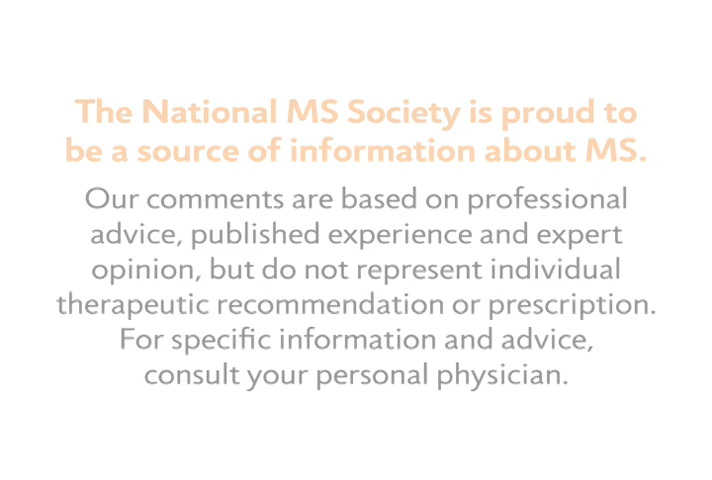 The National MS Society is proud to
be a source of information about MS.
Our comments are based on professional
advice, published experience and expert
opinion, but do not represent individual
therapeutic recommendation or prescription.
For specific information and advice,
consult your personal physician.